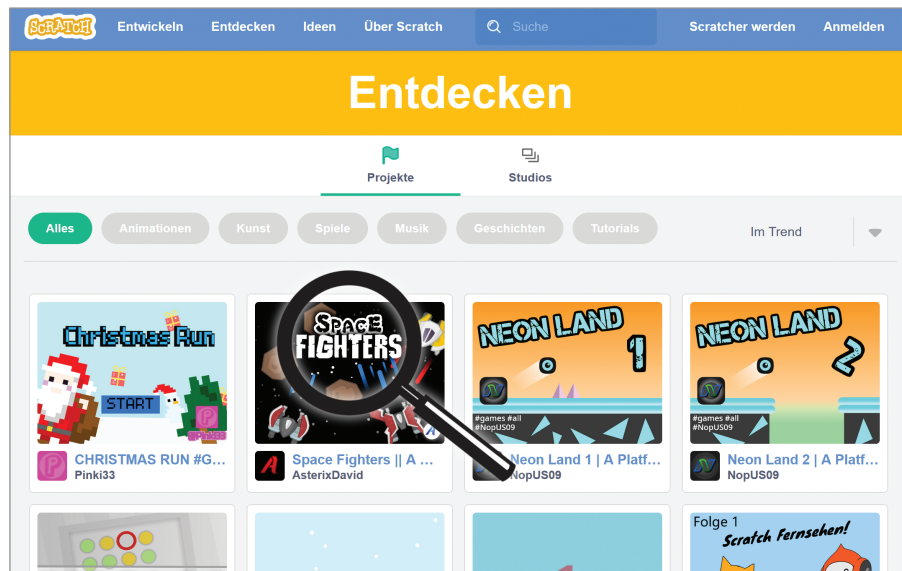 SCRATCH Entwickeln Entdecken Ideen Über Scratch Suche Scratcher werden Anmelden
Entdecken
Projekte Studios
Alles Animationen Kunst Spiele Musik Geschichten Tutorials Im Trend
Christmas Run
START
P
@Pinki33
SPACE
FIGHTERS
A
NEON LAND
1
#games #all
#NopUS09
NEON LAND
2
#games #all
#NopUS09
CHRISTMAS RUN #G...
Pinki33
Space Fighters || A ...
AsterixDavid
Neon Land 1 | A Platf...
NopUS09
Neon Land 2 | A Platf...
NopUS09
Folge 1
Scratch Fernsehen!